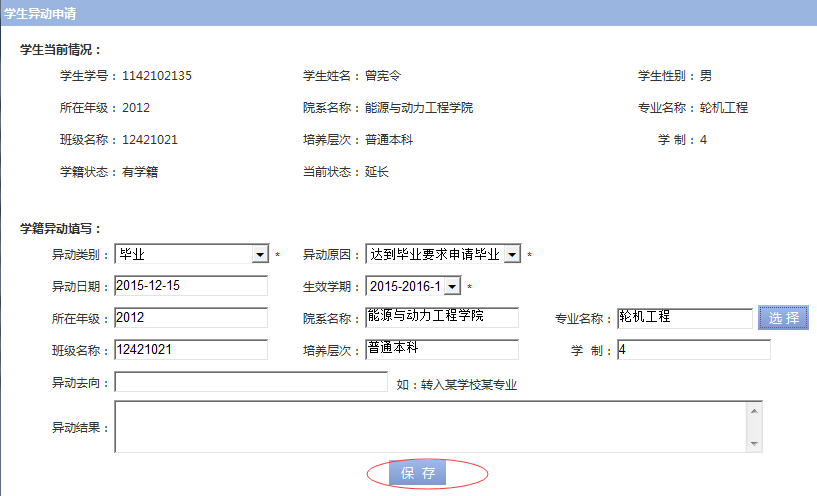 学生异动申请
学生当前情况：
学生学号：1142102135 学生姓名：曾宪令 学生性别：男
所在年级：2012 院系名称：能源与动力工程学院 专业名称：轮机工程
班级名称：12421021 培养层次：普通本科 学 制：4
学籍状态：有学籍 当前状态：延长
学籍异动填写：
异动类别：毕业 * 异动原因：达到毕业要求申请毕业 *
异动日期：2015-12-15 生效学期：2015-2016-1 *
所在年级：2012 院系名称：能源与动力工程学院 专业名称：轮机工程 选 择
班级名称：12421021 培养层次：普通本科 学 制：4
异动去向： 如：转入某学校某专业
异动结果：
保 存